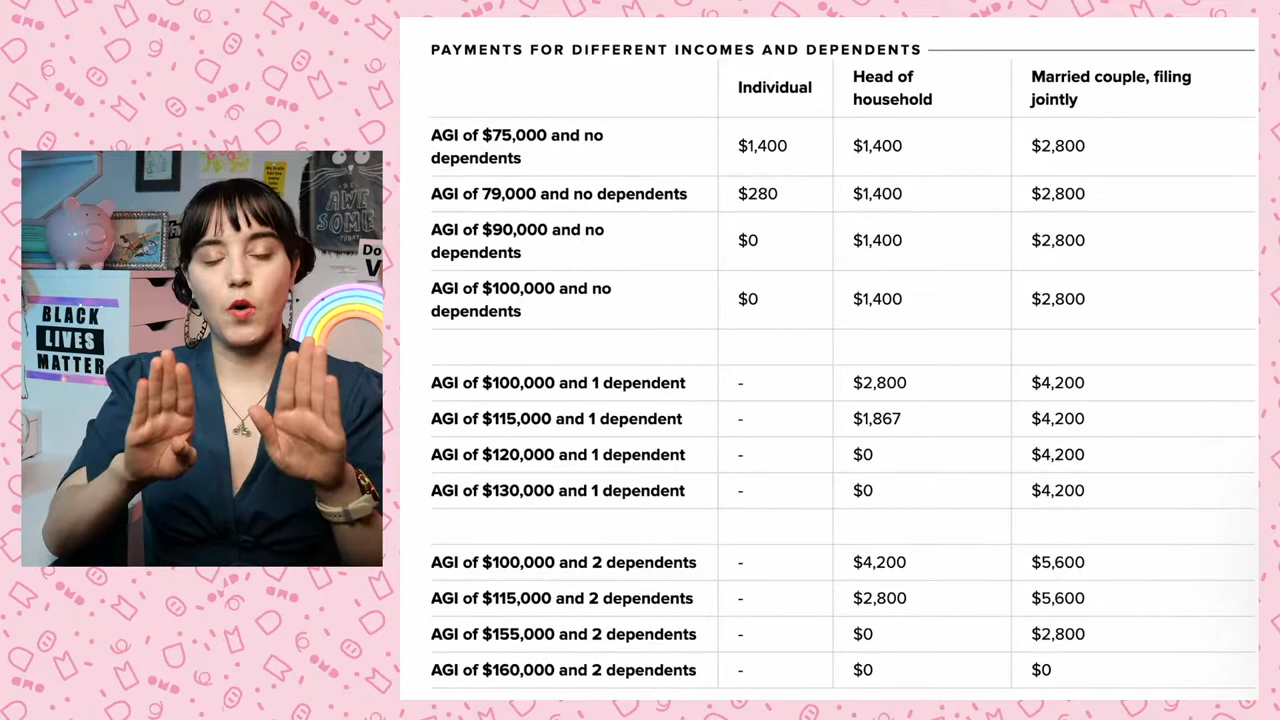 PAYMENTS FOR DIFFERENT INCOMES AND DEPENDENTS
Individual
Head of
household
Married couple, filing
jointly
AGI of $75,000 and no
dependents
$1,400
$1,400
$2,800
AGI of 79,000 and no dependents
$280
$1,400
$2,800
AGI of $90,000 and no
dependents
$0
$1,400
$2,800
AGI of $100,000 and no
dependents
$0
$1,400
$2,800
AGI of $100,000 and 1 dependent
-
$2,800
$4,200
AGI of $115,000 and 1 dependent
-
$1,867
$4,200
AGI of $120,000 and 1 dependent
-
$0
$4,200
AGI of $130,000 and 1 dependent
-
$0
$4,200
AGI of $100,000 and 2 dependents
-
$4,200
$5,600
AGI of $115,000 and 2 dependents
-
$2,800
$5,600
AGI of $155,000 and 2 dependents
-
$0
$2,800
AGI of $160,000 and 2 dependents
-
$0
$0
AWE
SOME
TODAY
Do
V
BLACK
LIVES
MATTER